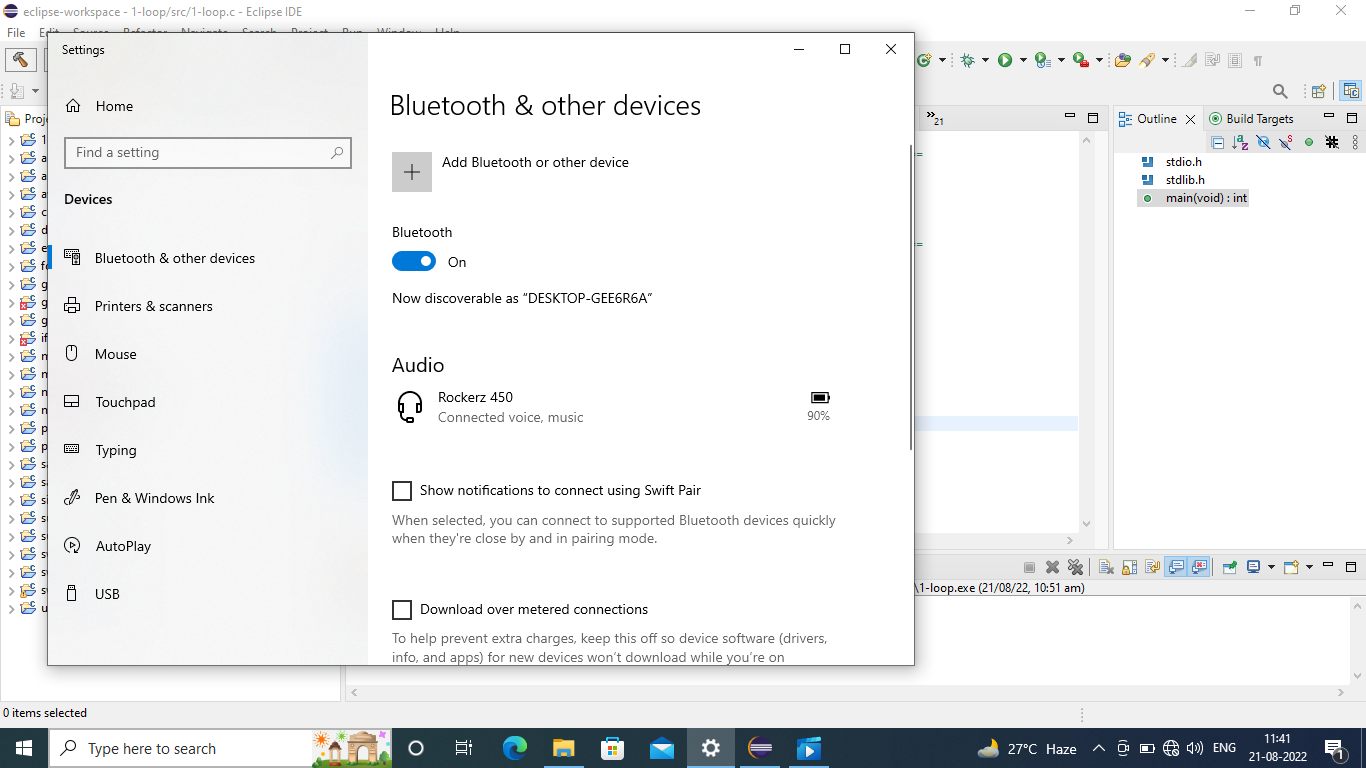 eclipse-workspace - 1-loop/src/1-loop.c - Eclipse IDE
File
Settings
Home
Find a setting
Devices
Bluetooth & other devices
Printers & scanners
Mouse
Touchpad
Typing
Pen & Windows Ink
AutoPlay
USB
Bluetooth & other devices
Add Bluetooth or other device
Bluetooth
On
Now discoverable as “DESKTOP-GEE6R6A”
Audio
Rockerz 450
Connected voice, music
90%
Show notifications to connect using Swift Pair
When selected, you can connect to supported Bluetooth devices quickly
when they're close by and in pairing mode.
Download over metered connections
To help prevent extra charges, keep this off so device software (drivers,
info, and apps) for new devices won’t download while you’re on
21
Outline
Build Targets
stdio.h
stdlib.h
main(void) : int
\1-loop.exe (21/08/22, 10:51 am)
0 items selected
Type here to search
27°C Haze
ENG
11:41
21-08-2022
1